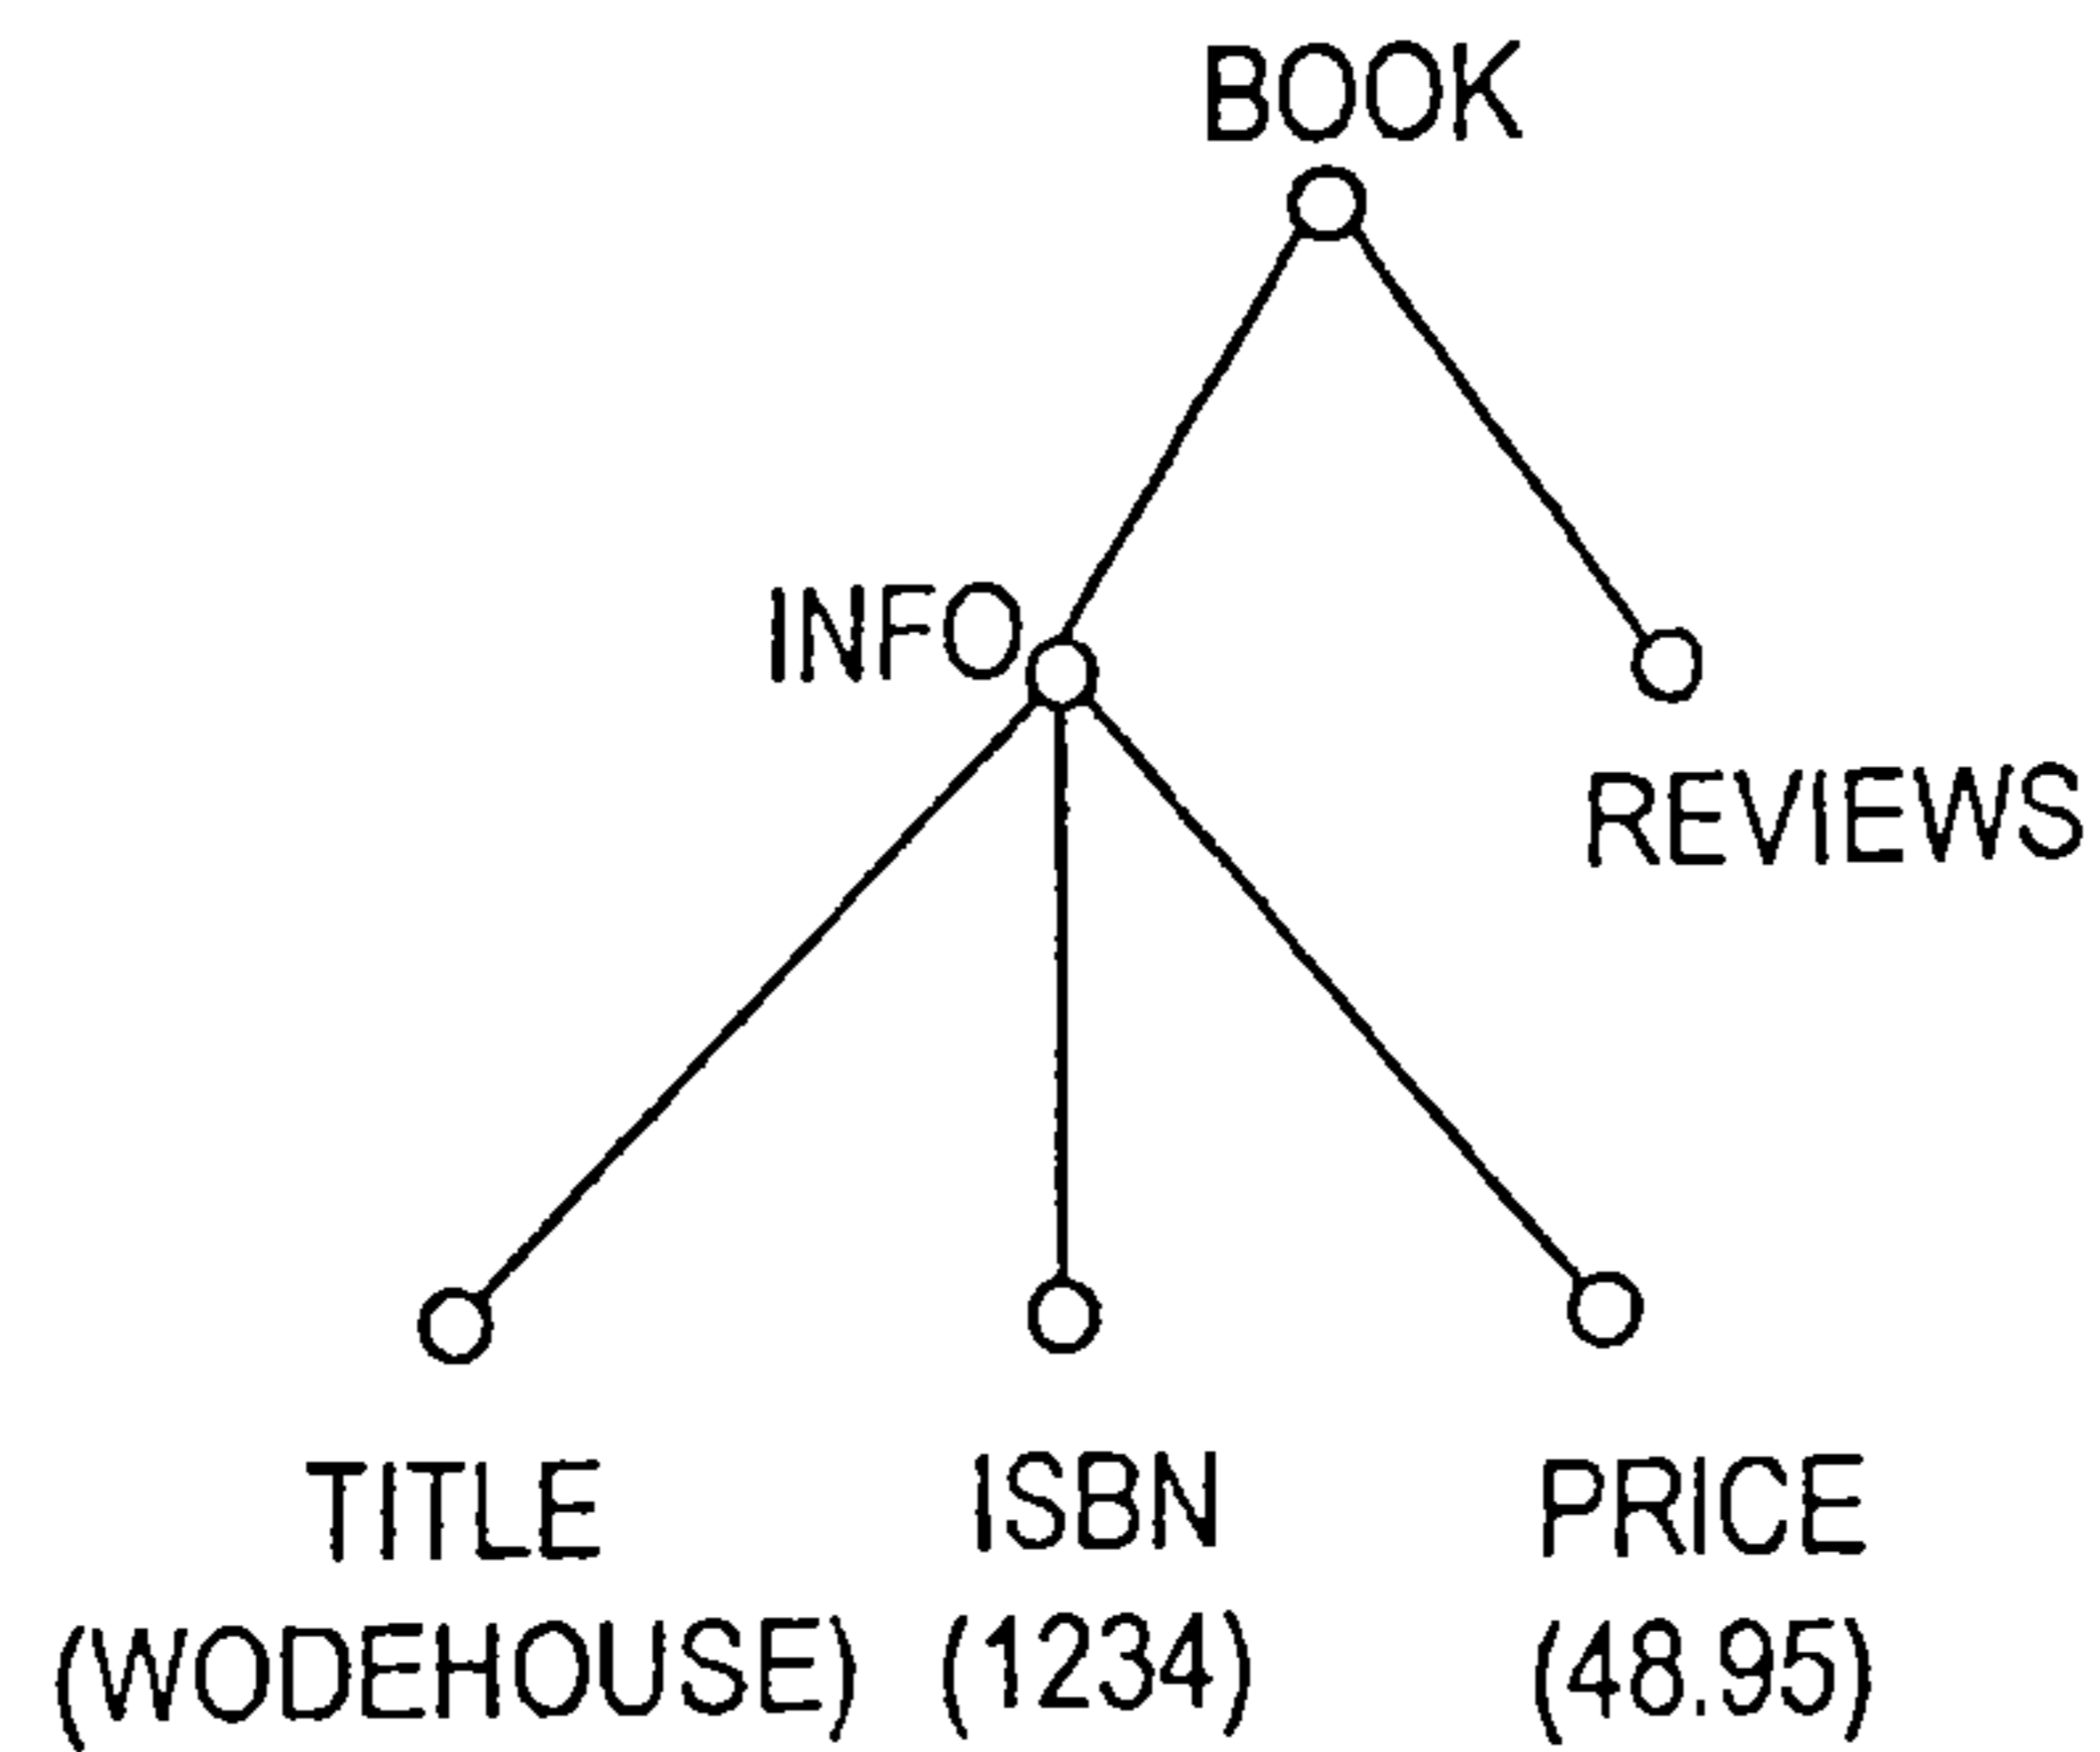 BOOK
INFO
REVIEWS
TITLE
(WODEHOUSE)
ISBN
(1234)
PRICE
(48.95)